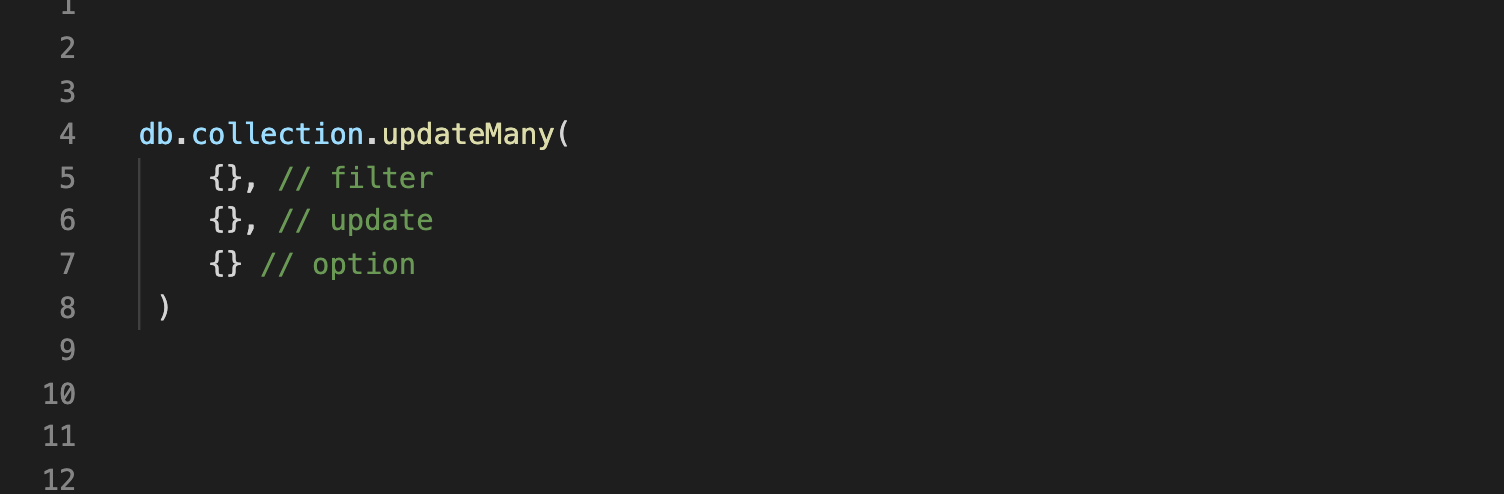 1
2
3
4 db.collection.updateMany(
5 {}, // filter
6 {}, // update
7 {} // option
8 )
9
10
11
12